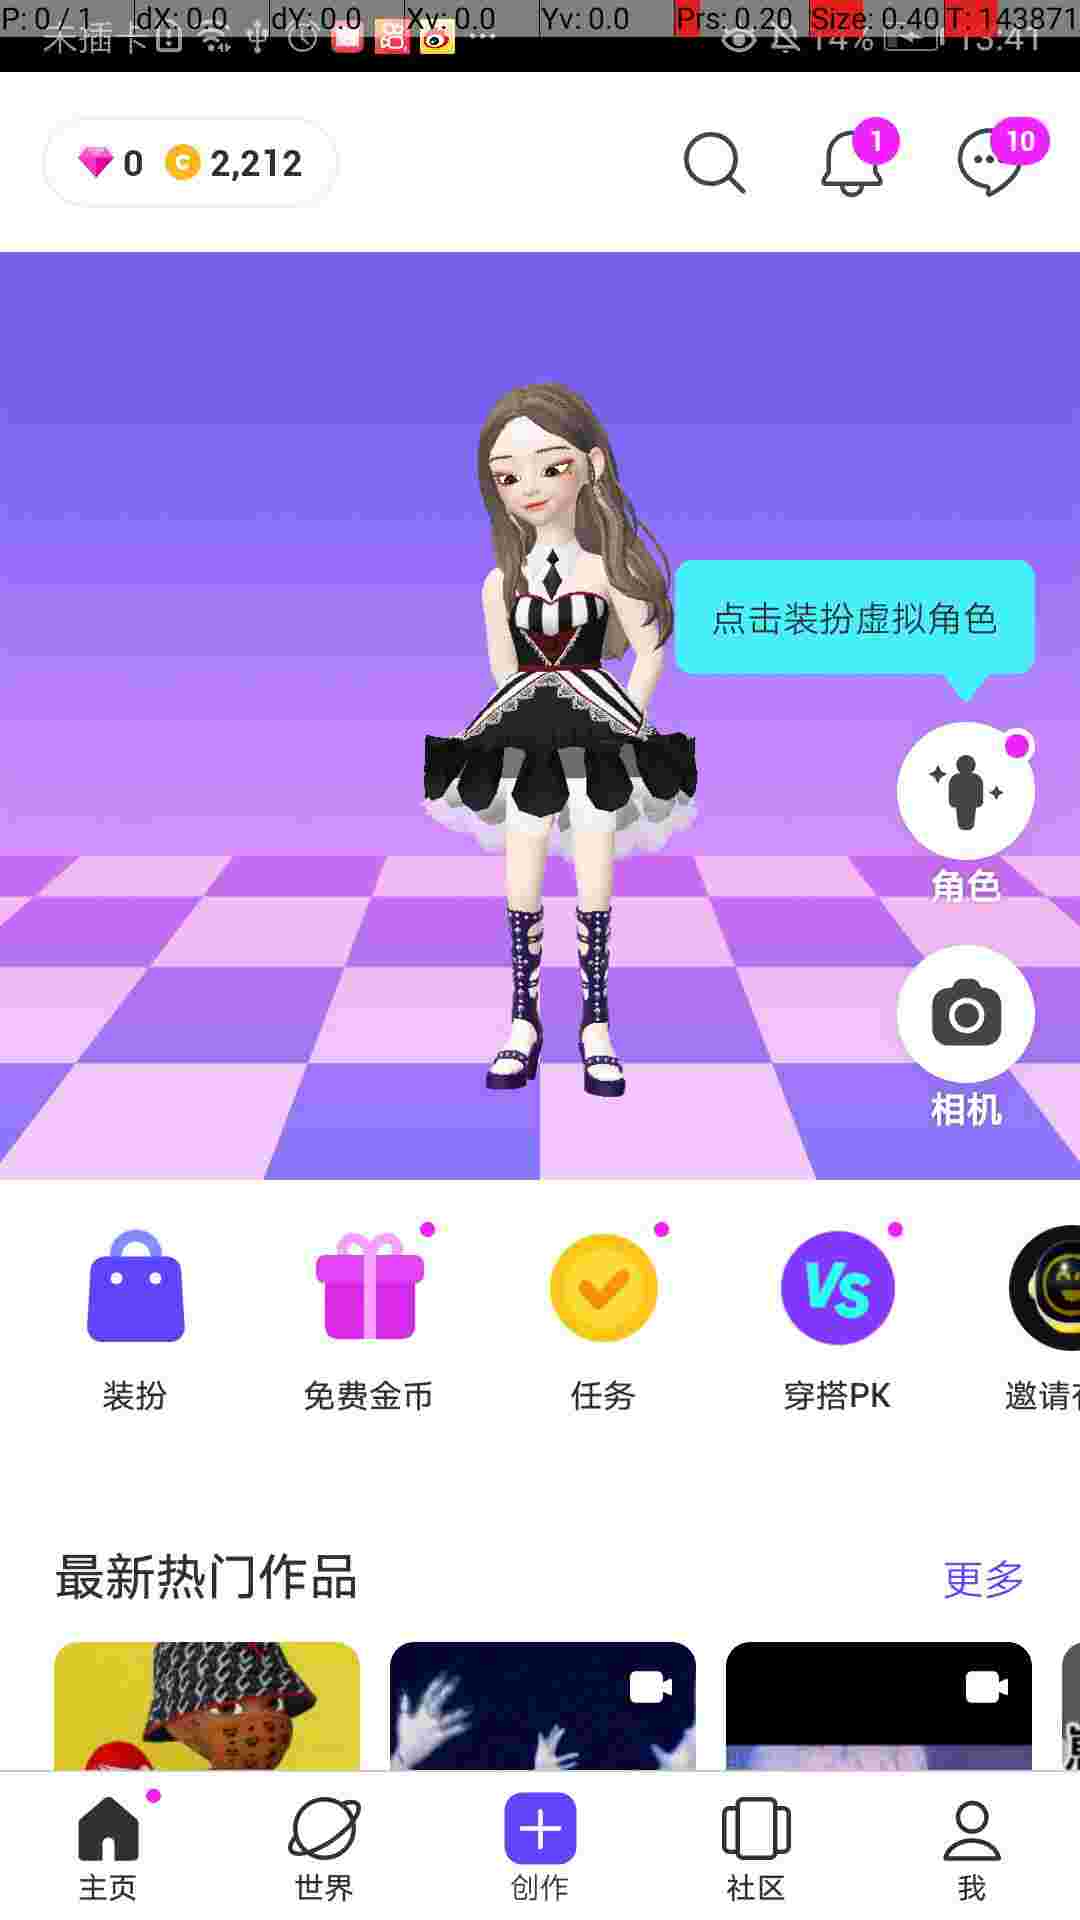 P: 0 / 1 dX: 0.0 dY: 0.0 Xv: 0.0 Yv: 0.0 Prs: 0.20 Size: 0.40 T: 143871
未插卡 14% 13:41
0 2,212
1
10
点击装扮虚拟角色
角色
相机
装扮 免费金币 任务 穿搭PK 邀请
最新热门作品 更多
主页 世界 创作 社区 我